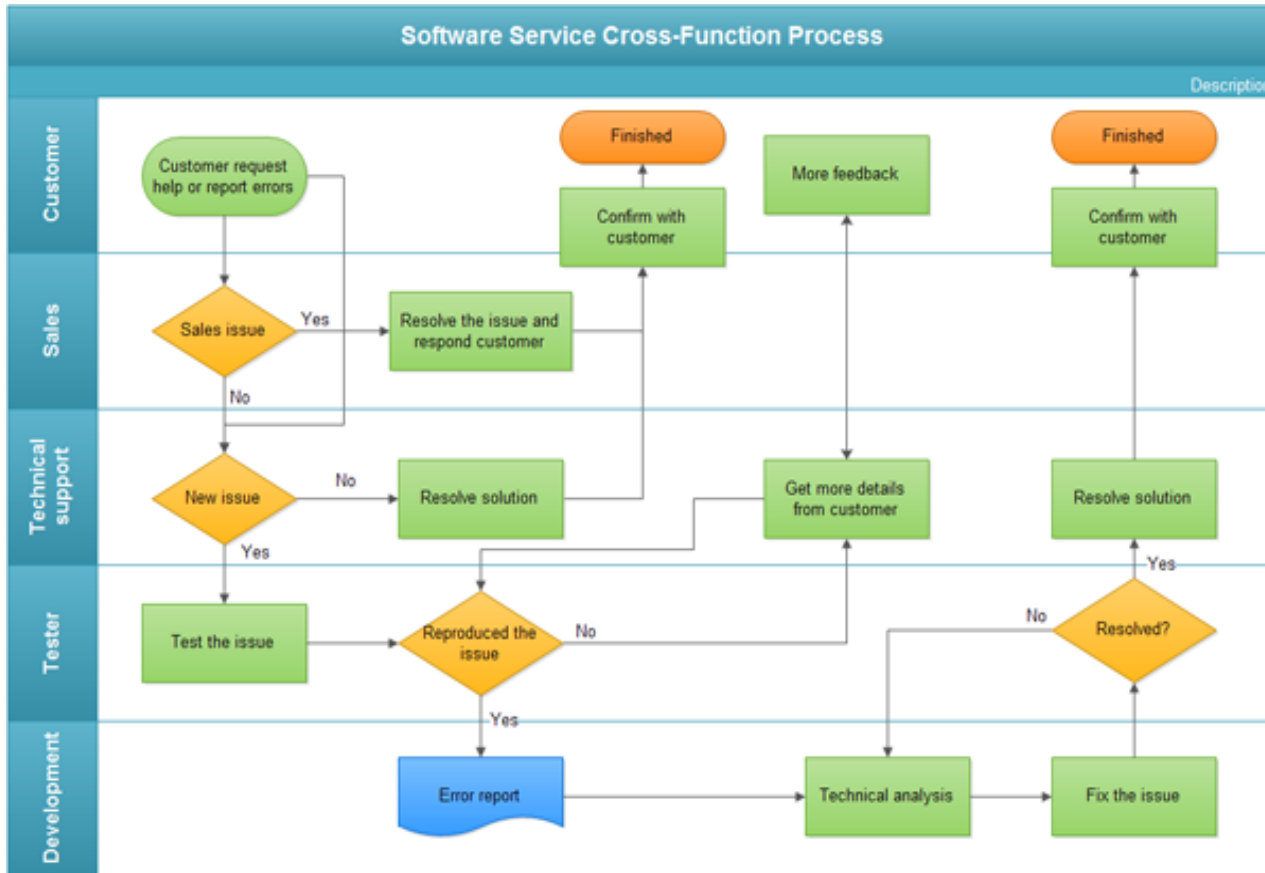 Software Service Cross-Function Process
Description
Customer
Customer request
help or report errors
Finished
Confirm with
customer
More feedback
Finished
Confirm with
customer
Sales
Sales issue
Yes
Resolve the issue and
respond customer
No
Technical
support
New issue
No
Resolve solution
Get more details
from customer
Resolve solution
Yes
Yes
Tester
Test the issue
Reproduced the
issue
No
No
Resolved?
Yes
Development
Error report
Technical analysis
Fix the issue